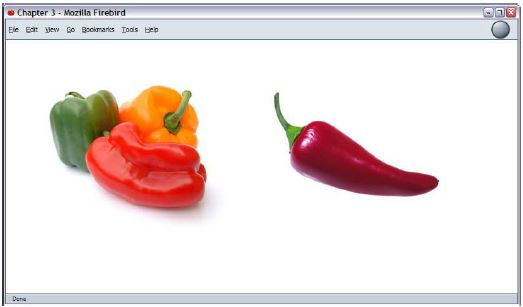 Chapter 3 - Mozilla Firebird
File Edit View Go Bookmarks Tools Help
Done